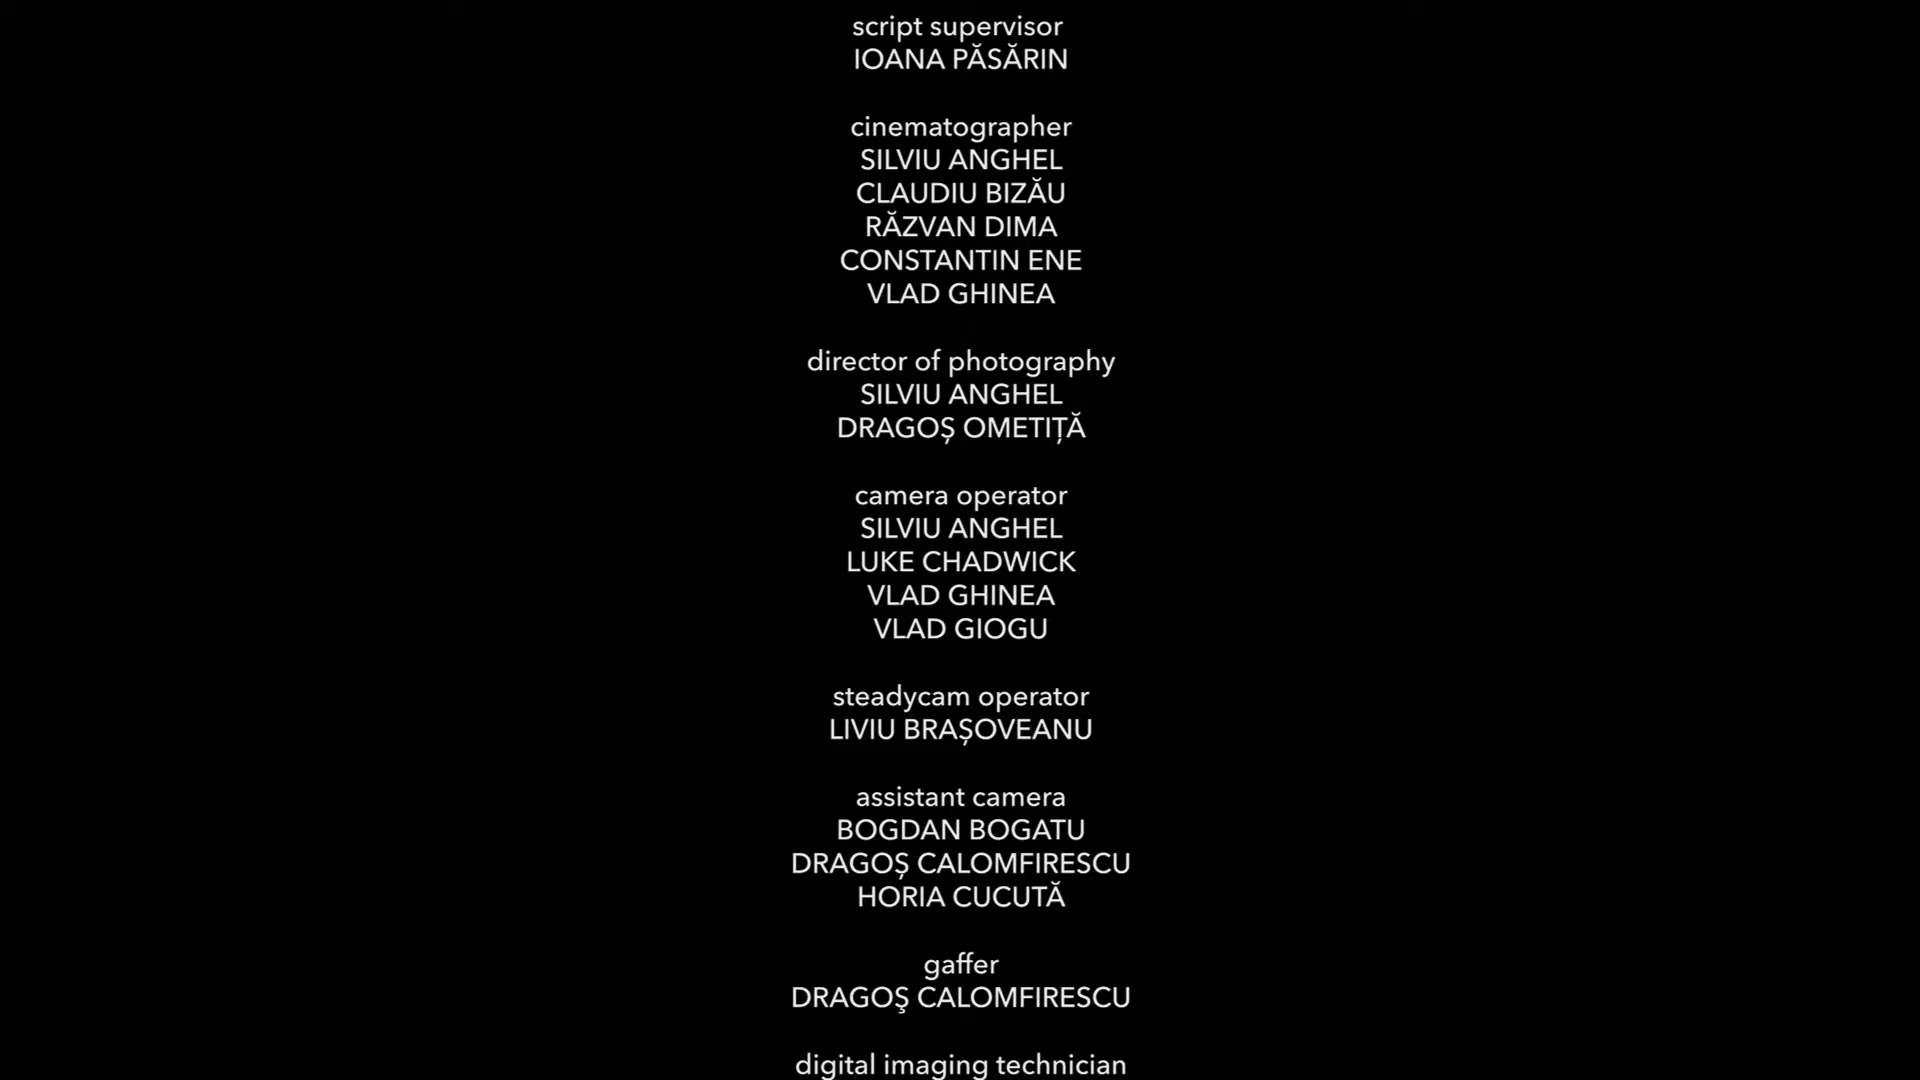 script supervisor
IOANA PĂSĂRIN
cinematographer
SILVIU ANGHEL
CLAUDIU BIZĂU
RĂZVAN DIMA
CONSTANTIN ENE
VLAD GHINEA
director of photography
SILVIU ANGHEL
DRAGOȘ OMETIȚĂ
camera operator
SILVIU ANGHEL
LUKE CHADWICK
VLAD GHINEA
VLAD GIOGU
steadycam operator
LIVIU BRAȘOVEANU
assistant camera
BOGDAN BOGATU
DRAGOȘ CALOMFIRESCU
HORIA CUCUTĂ
gaffer
DRAGOŞ CALOMFIRESCU
digital imaging technician